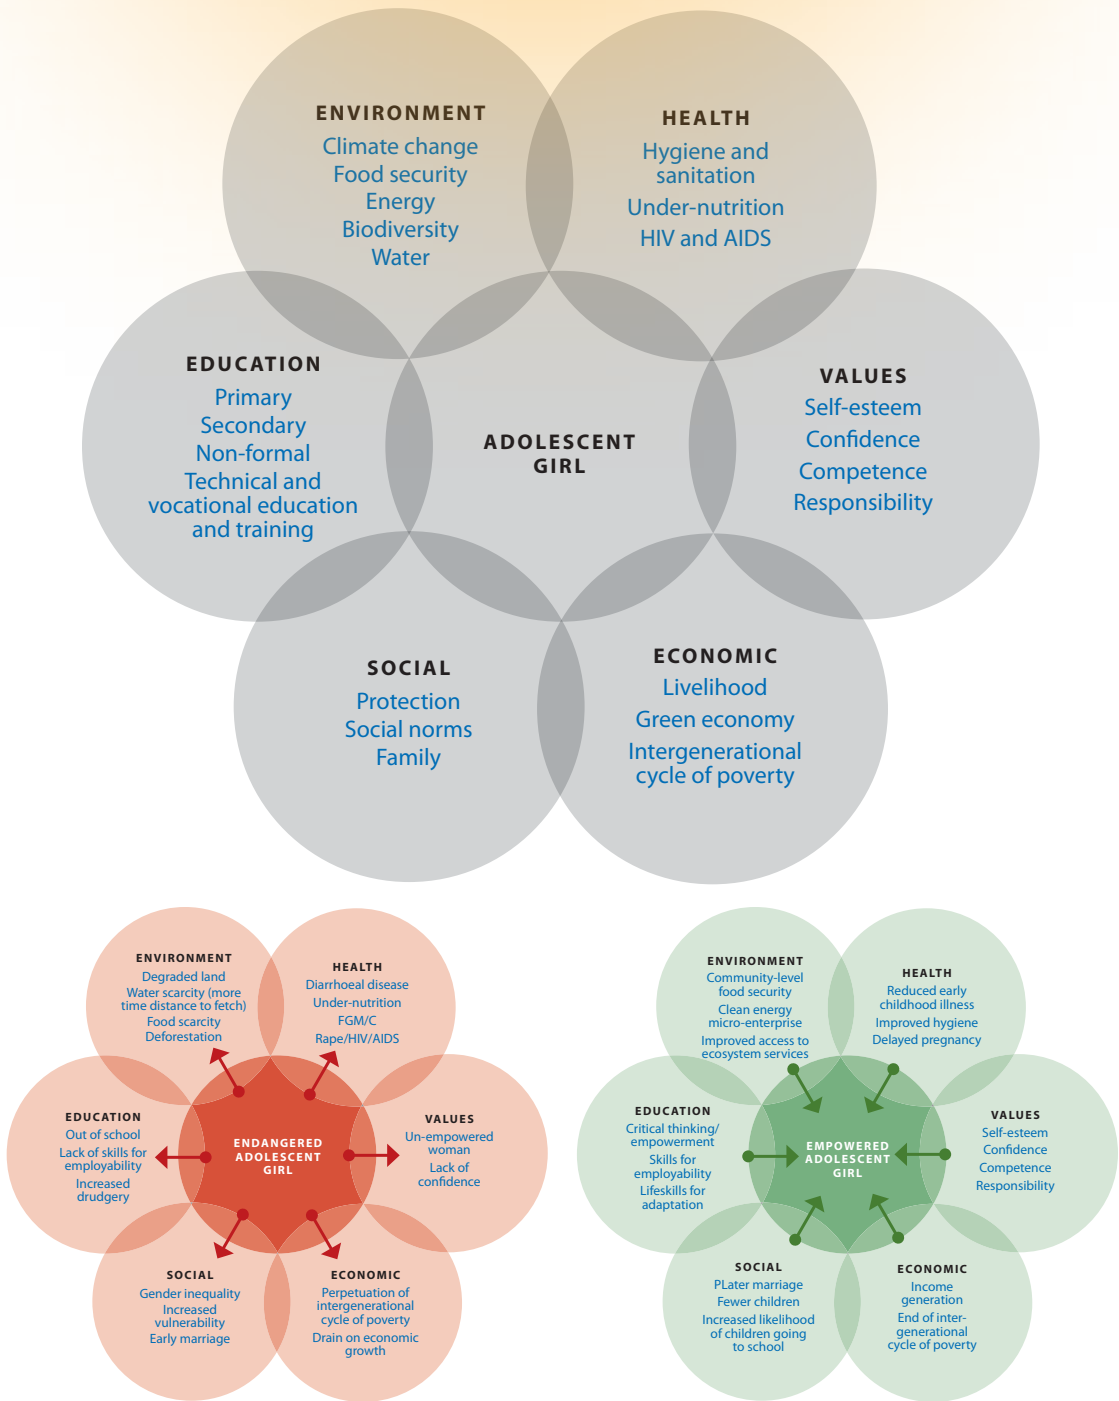 ENVIRONMENT
Climate change
Food security
Energy
Biodiversity
Water
HEALTH
Hygiene and
sanitation
Under-nutrition
HIV and AIDS
EDUCATION
Primary
Secondary
Non-formal
Technical and
vocational education
and training
ADOLESCENT
GIRL
VALUES
Self-esteem
Confidence
Competence
Responsibility
SOCIAL
Protection
Social norms
Family
ECONOMIC
Livelihood
Green economy
Intergenerational
cycle of poverty
ENVIRONMENT
Degraded land
Water scarcity (more
time distance to fetch)
Food scarcity
Deforestation
HEALTH
Diarrhoeal disease
Under-nutrition
FGM/C
Rape/HIV/AIDS
EDUCATION
Out of school
Lack of skills for
employability
Increased
drudgery
ENDANGERED
ADOLESCENT
GIRL
VALUES
Un-empowered
woman
Lack of
confidence
SOCIAL
Gender inequality
Increased
vulnerability
Early marriage
ECONOMIC
Perpetuation of
intergenerational
cycle of poverty
Drain on economic
growth
ENVIRONMENT
Community-level
food security
Clean energy
micro-enterprise
Improved access to
ecosystem services
HEALTH
Reduced early
childhood illness
Improved hygiene
Delayed pregnancy
EDUCATION
Critical thinking/
empowerment
Skills for
employability
Lifeskills for
adaptation
EMPOWERED
ADOLESCENT
GIRL
VALUES
Self-esteem
Confidence
Competence
Responsibility
SOCIAL
PLater marriage
Fewer children
Increased likelihood
of children going
to school
ECONOMIC
Income
generation
End of inter-
generational
cycle of poverty